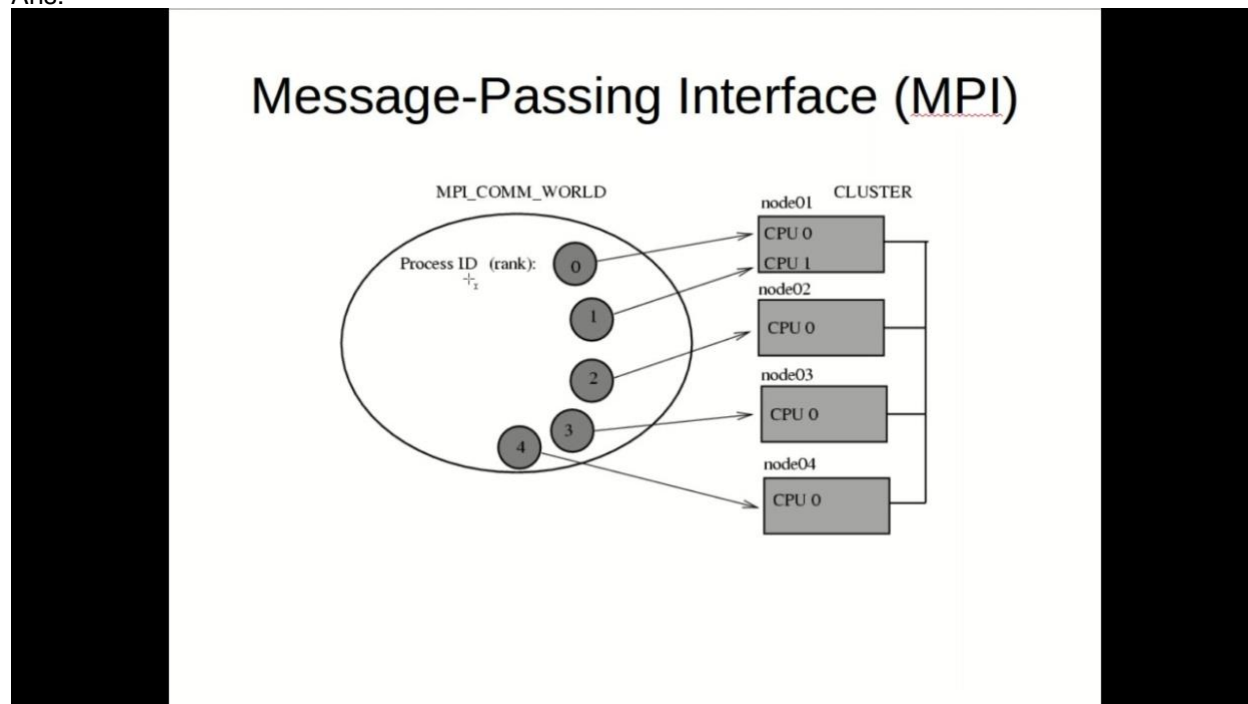 Ans:
Message-Passing Interface (MPI)
MPI_COMM_WORLD
CLUSTER
Process ID (rank):
0
1
2
3
4
node01
CPU 0
CPU 1
node02
CPU 0
node03
CPU 0
node04
CPU 0